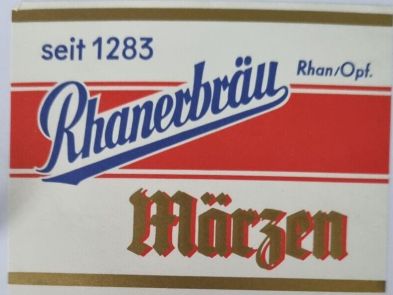 seit 1283
Rhan/Opf.
Rhanerbräu
Märzen